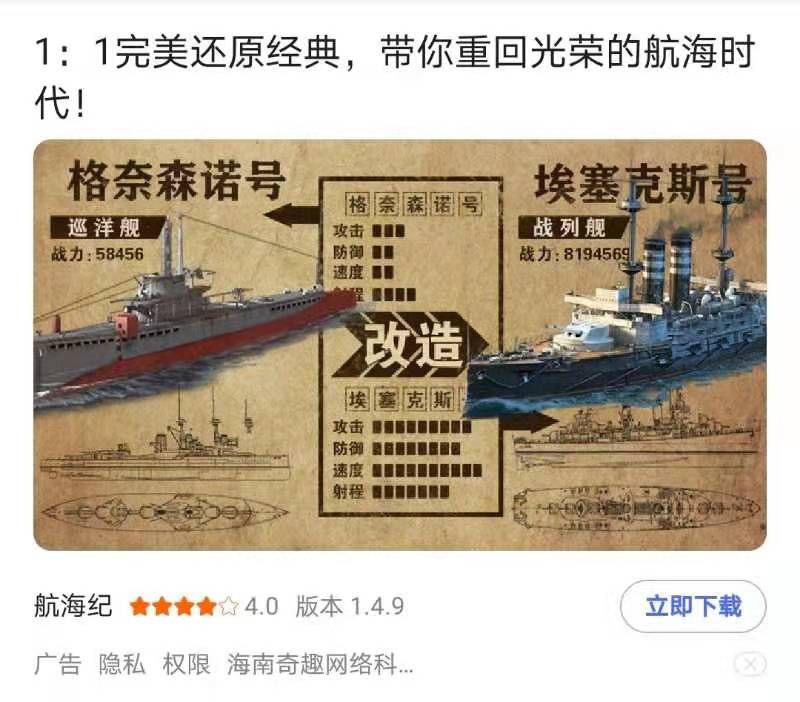 1：1完美还原经典，带你重回光荣的航海时
代！
格奈森诺号
巡洋舰
战力：58456
格奈森诺号
攻击
防御
速度
射程
改造
埃塞克斯
攻击
防御
速度
射程
埃塞克斯号
战列舰
战力：8194569
航海纪 4.0 版本 1.4.9
立即下载
广告 隐私 权限 海南奇趣网络科...